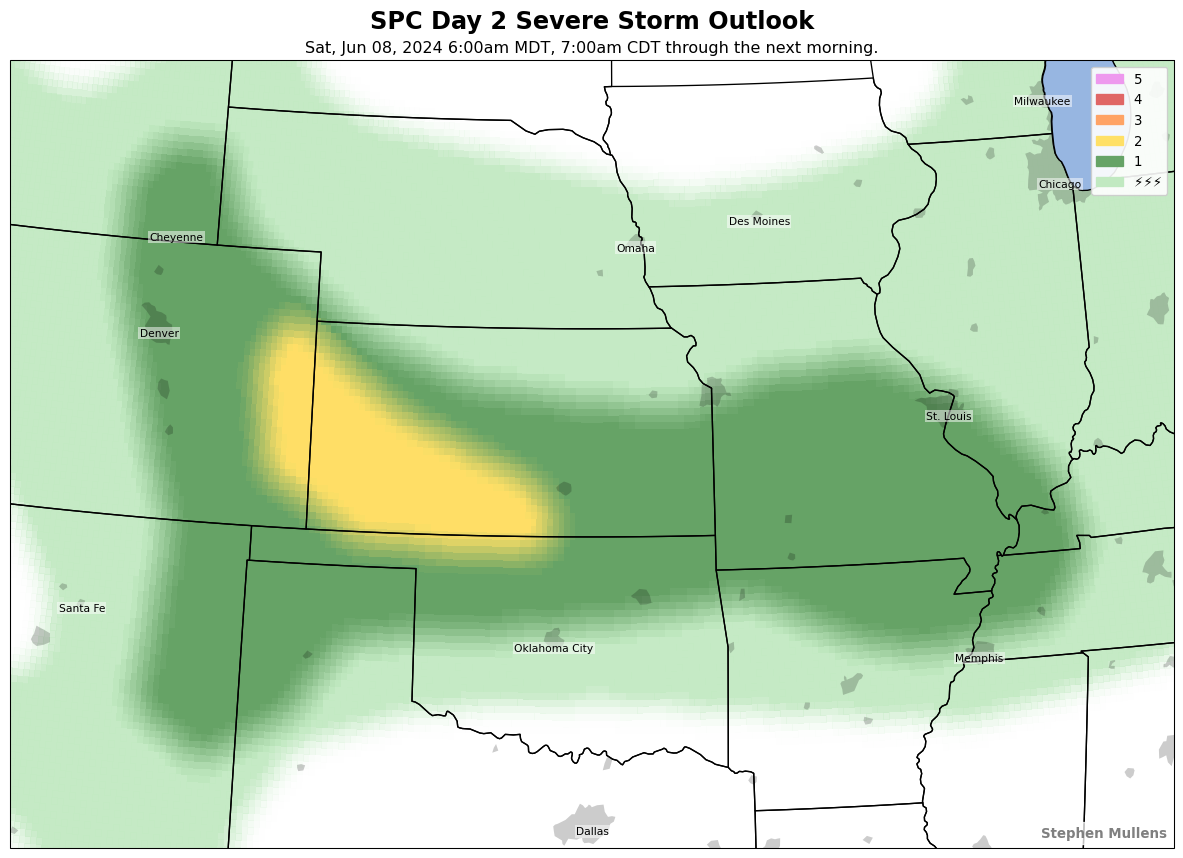 SPC Day 2 Severe Storm Outlook
Sat, Jun 08, 2024 6:00am MDT, 7:00am CDT through the next morning.
5
4
3
2
1
⚡⚡⚡
Milwaukee
Chicago
Des Moines
Cheyenne
Omaha
Denver
St. Louis
Santa Fe
Oklahoma City
Memphis
Dallas
Stephen Mullens